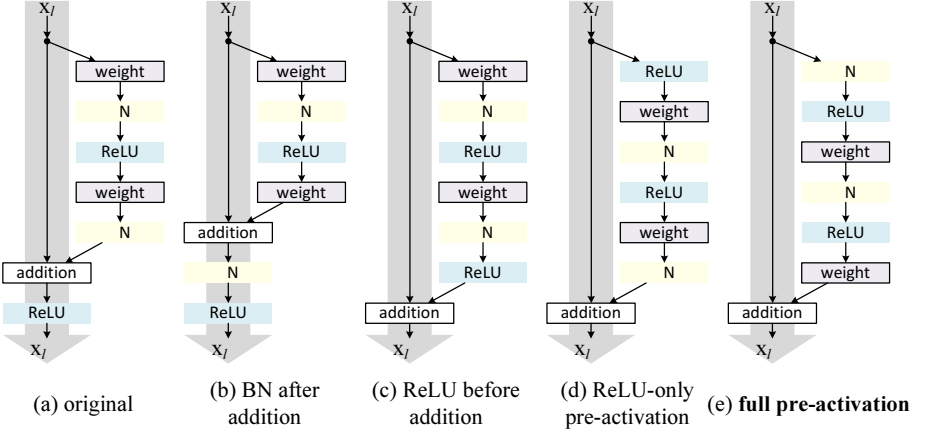 x_l
weight
N
ReLU
weight
N
addition
ReLU
x_l
(a) original
x_l
weight
N
ReLU
weight
addition
N
ReLU
x_l
(b) BN after
addition
x_l
weight
N
ReLU
weight
N
ReLU
addition
x_l
(c) ReLU before
addition
x_l
ReLU
weight
N
ReLU
weight
N
addition
x_l
(d) ReLU-only
pre-activation
x_l
N
ReLU
weight
N
ReLU
weight
addition
x_l
(e) full pre-activation